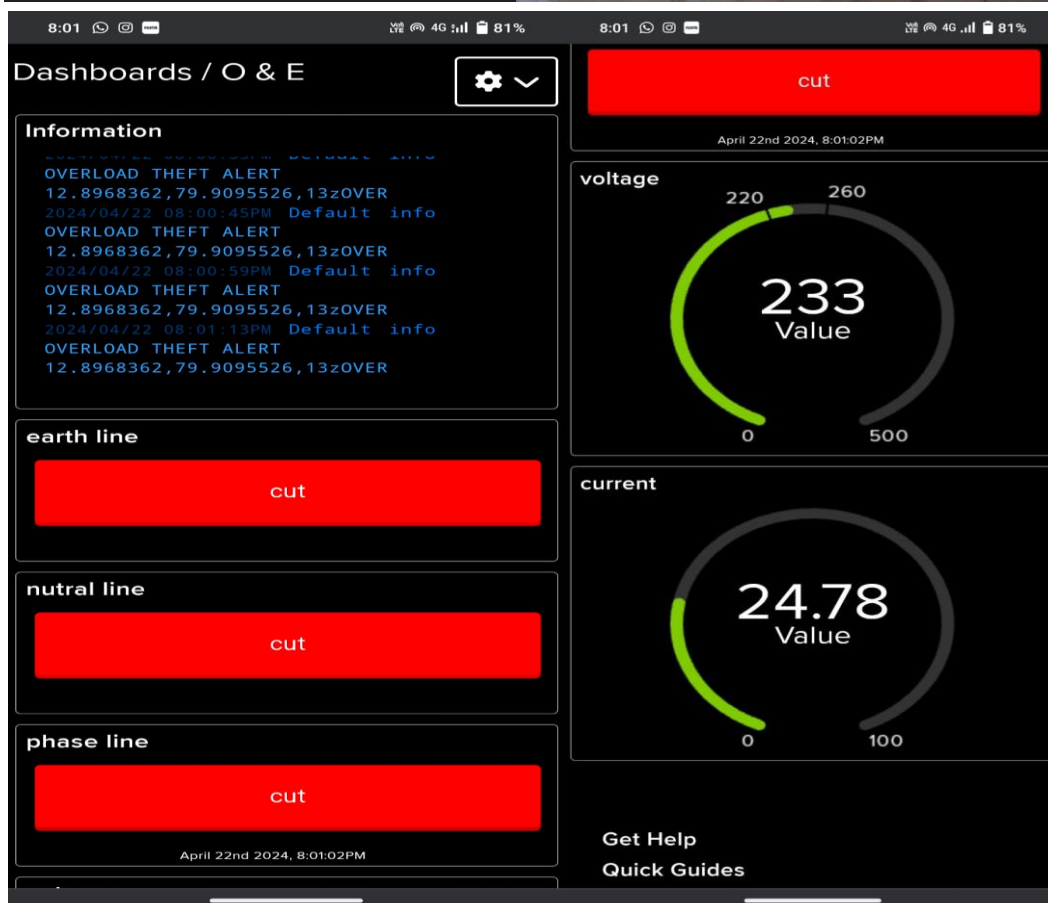 8:01 4G 81%
Dashboards / O & E
Information
Default info
OVERLOAD THEFT ALERT
12.8968362,79.9095526,13zOVER
2024/04/22 08:00:45PM Default info
OVERLOAD THEFT ALERT
12.8968362,79.9095526,13zOVER
2024/04/22 08:00:59PM Default info
OVERLOAD THEFT ALERT
12.8968362,79.9095526,13zOVER
2024/04/22 08:01:13PM Default info
OVERLOAD THEFT ALERT
12.8968362,79.9095526,13zOVER
earth line
cut
nutral line
cut
phase line
cut
April 22nd 2024, 8:01:02PM
8:01 4G 81%
cut
April 22nd 2024, 8:01:02PM
voltage
220 260
233
Value
0 500
current
24.78
Value
0 100
Get Help
Quick Guides